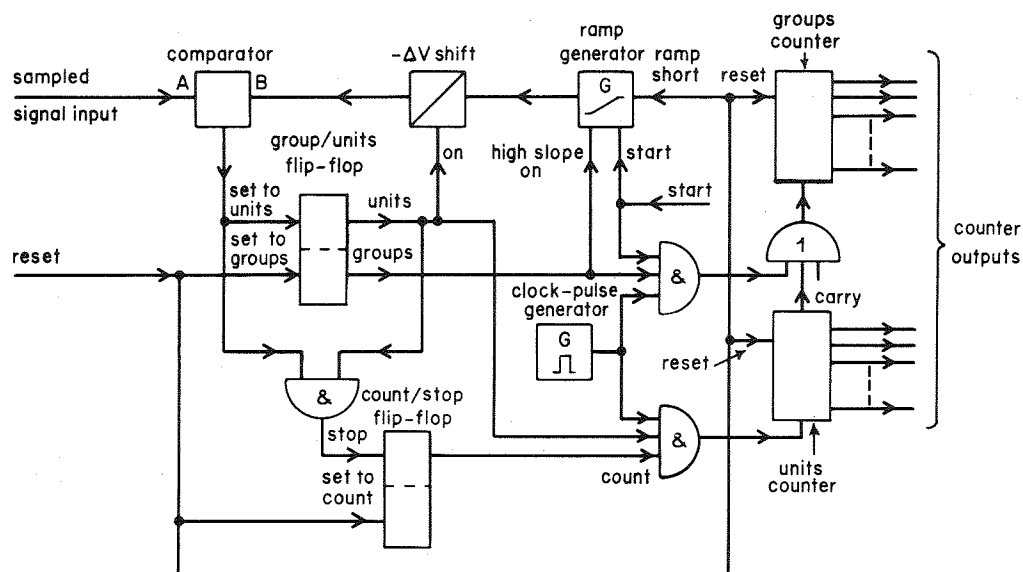 groups
counter
ramp
generator
ramp
short
reset
comparator
-ΔV shift
sampled
signal input
A
B
G
group/units
flip-flop
on
high slope
on
start
start
set to
units
units
set to
groups
groups
reset
&
1
counter
outputs
clock-pulse
generator
carry
G
reset
&
count/stop
flip-flop
stop
&
set to
count
count
units
counter